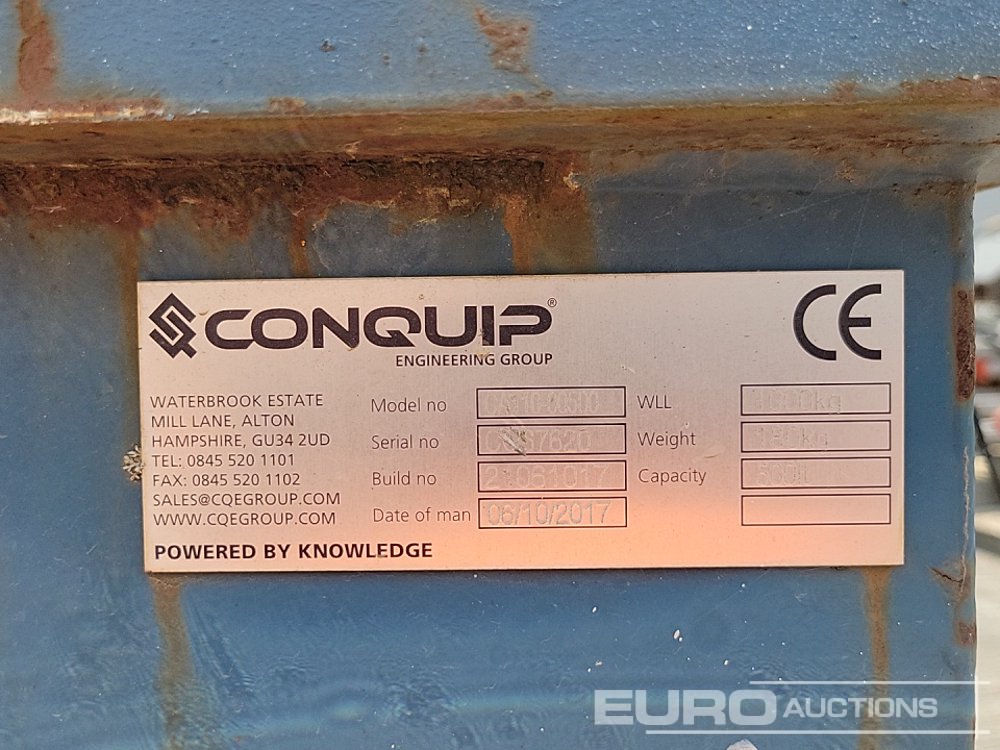 CONQUIP®
ENGINEERING GROUP
CE
WATERBROOK ESTATE
MILL LANE, ALTON
HAMPSHIRE, GU34 2UD
TEL: 0845 520 1101
FAX: 0845 520 1102
SALES@CQEGROUP.COM
WWW.CQEGROUP.COM
POWERED BY KNOWLEDGE
Model no
Serial no
Build no 21061017
Date of man 06/10/2017
WLL
Weight
Capacity
EURO AUCTIONS